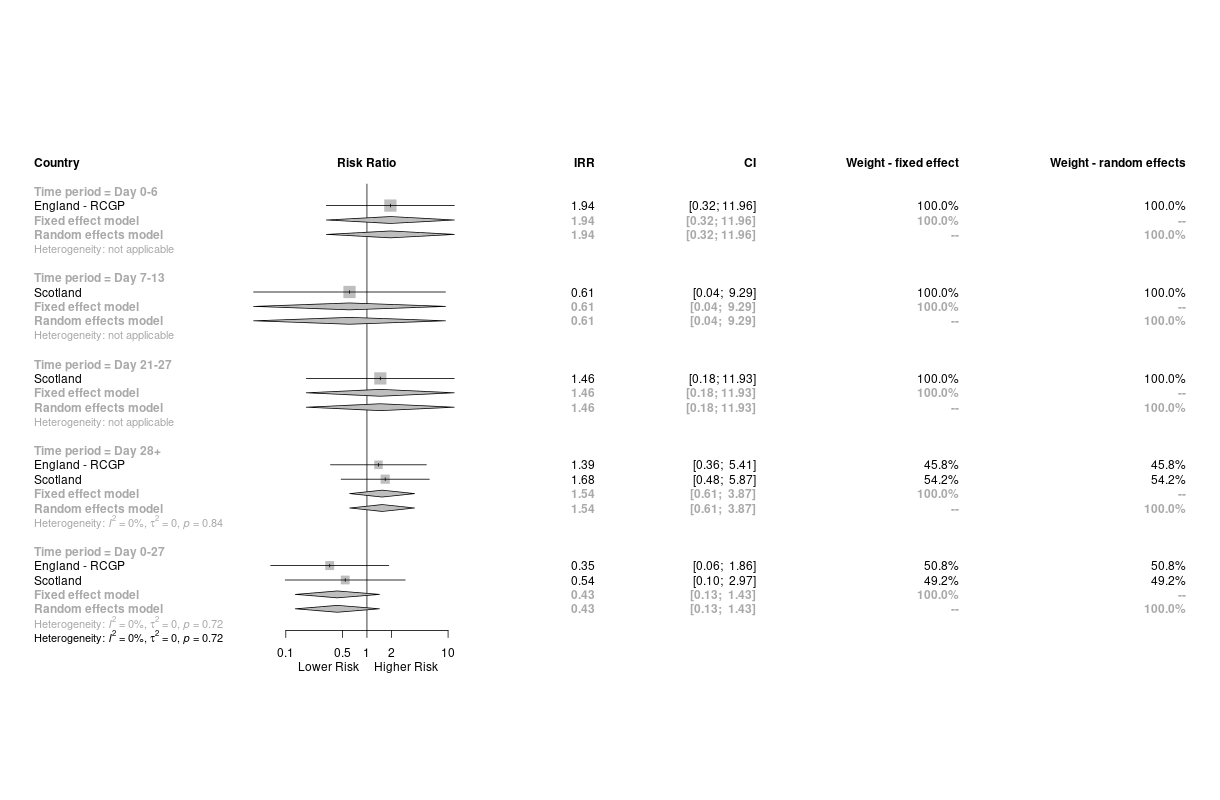 Country Risk Ratio IRR CI Weight - fixed effect Weight - random effects
Time period = Day 0-6
England - RCGP 1.94 [0.32; 11.96] 100.0% 100.0%
Fixed effect model 1.94 [0.32; 11.96] 100.0% --
Random effects model 1.94 [0.32; 11.96] -- 100.0%
Heterogeneity: not applicable
Time period = Day 7-13
Scotland 0.61 [0.04; 9.29] 100.0% 100.0%
Fixed effect model 0.61 [0.04; 9.29] 100.0% --
Random effects model 0.61 [0.04; 9.29] -- 100.0%
Heterogeneity: not applicable
Time period = Day 21-27
Scotland 1.46 [0.18; 11.93] 100.0% 100.0%
Fixed effect model 1.46 [0.18; 11.93] 100.0% --
Random effects model 1.46 [0.18; 11.93] -- 100.0%
Heterogeneity: not applicable
Time period = Day 28+
England - RCGP 1.39 [0.36; 5.41] 45.8% 45.8%
Scotland 1.68 [0.48; 5.87] 54.2% 54.2%
Fixed effect model 1.54 [0.61; 3.87] 100.0% --
Random effects model 1.54 [0.61; 3.87] -- 100.0%
Heterogeneity: I² = 0%, τ² = 0, p = 0.84
Time period = Day 0-27
England - RCGP 0.35 [0.06; 1.86] 50.8% 50.8%
Scotland 0.54 [0.10; 2.97] 49.2% 49.2%
Fixed effect model 0.43 [0.13; 1.43] 100.0% --
Random effects model 0.43 [0.13; 1.43] -- 100.0%
Heterogeneity: I² = 0%, τ² = 0, p = 0.72
Heterogeneity: I² = 0%, τ² = 0, p = 0.72
0.1 0.5 1 2 10
Lower Risk Higher Risk